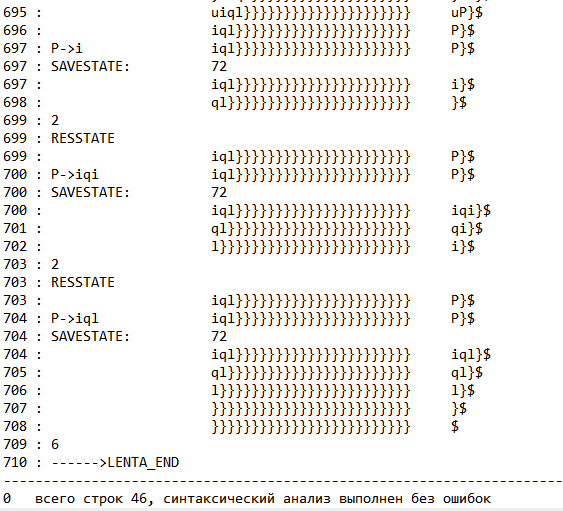 695 :                     uiql}}}}}}}}}}}}}}}}}}}}}     uP}$
696 :                     iql}}}}}}}}}}}}}}}}}}}}}}     P}$
697 : P->i                iql}}}}}}}}}}}}}}}}}}}}}}     P}$
697 : SAVESTATE:          72
697 :                     iql}}}}}}}}}}}}}}}}}}}}}}     i}$
698 :                     ql}}}}}}}}}}}}}}}}}}}}}}}     }$
699 : 2
699 : RESSTATE
699 :                     iql}}}}}}}}}}}}}}}}}}}}}}     P}$
700 : P->iqi              iql}}}}}}}}}}}}}}}}}}}}}}     P}$
700 : SAVESTATE:          72
700 :                     iql}}}}}}}}}}}}}}}}}}}}}}     iqi}$
701 :                     ql}}}}}}}}}}}}}}}}}}}}}}}     qi}$
702 :                     l}}}}}}}}}}}}}}}}}}}}}}}}     i}$
703 : 2
703 : RESSTATE
703 :                     iql}}}}}}}}}}}}}}}}}}}}}}     P}$
704 : P->iql              iql}}}}}}}}}}}}}}}}}}}}}}     P}$
704 : SAVESTATE:          72
704 :                     iql}}}}}}}}}}}}}}}}}}}}}}     iql}$
705 :                     ql}}}}}}}}}}}}}}}}}}}}}}}     ql}$
706 :                     l}}}}}}}}}}}}}}}}}}}}}}}}     l}$
707 :                     }}}}}}}}}}}}}}}}}}}}}}}}}     }$
708 :                     }}}}}}}}}}}}}}}}}}}}}}}}}     $
709 : 6
710 : ------>LENTA_END
----------------------------------------------------------------------
0   всего строк 46, синтаксический анализ выполнен без ошибок